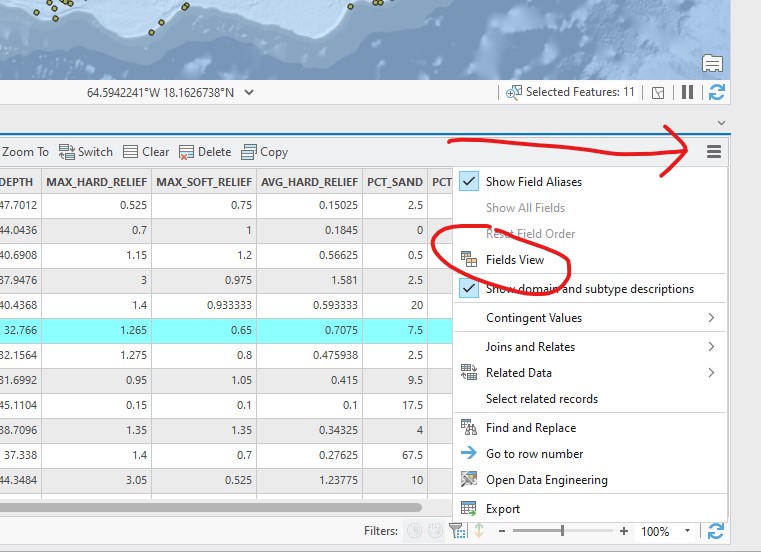 64.5942241°W 18.1626738°N
Selected Features: 11
Zoom To Switch Clear Delete Copy
DEPTH MAX_HARD_RELIEF MAX_SOFT_RELIEF AVG_HARD_RELIEF PCT_SAND PCT
47.7012 0.525 0.75 0.15025 2.5
44.0436 0.7 1 0.1845 0
40.6908 1.15 1.2 0.56625 0.5
37.9476 3 0.975 1.581 2.5
40.4368 1.4 0.933333 0.593333 20
32.766 1.265 0.65 0.7075 7.5
32.1564 1.275 0.8 0.475938 2.5
31.6992 0.95 1.05 0.415 9.5
45.1104 0.15 0.1 0.1 17.5
38.7096 1.35 1.35 0.34325 4
37.338 1.4 0.7 0.27625 67.5
44.3484 3.05 0.525 1.23775 10
Show Field Aliases
Show All Fields
Reset Field Order
Fields View
Show domain and subtype descriptions
Contingent Values
Joins and Relates
Related Data
Select related records
Find and Replace
Go to row number
Open Data Engineering
Export
Filters: 100%